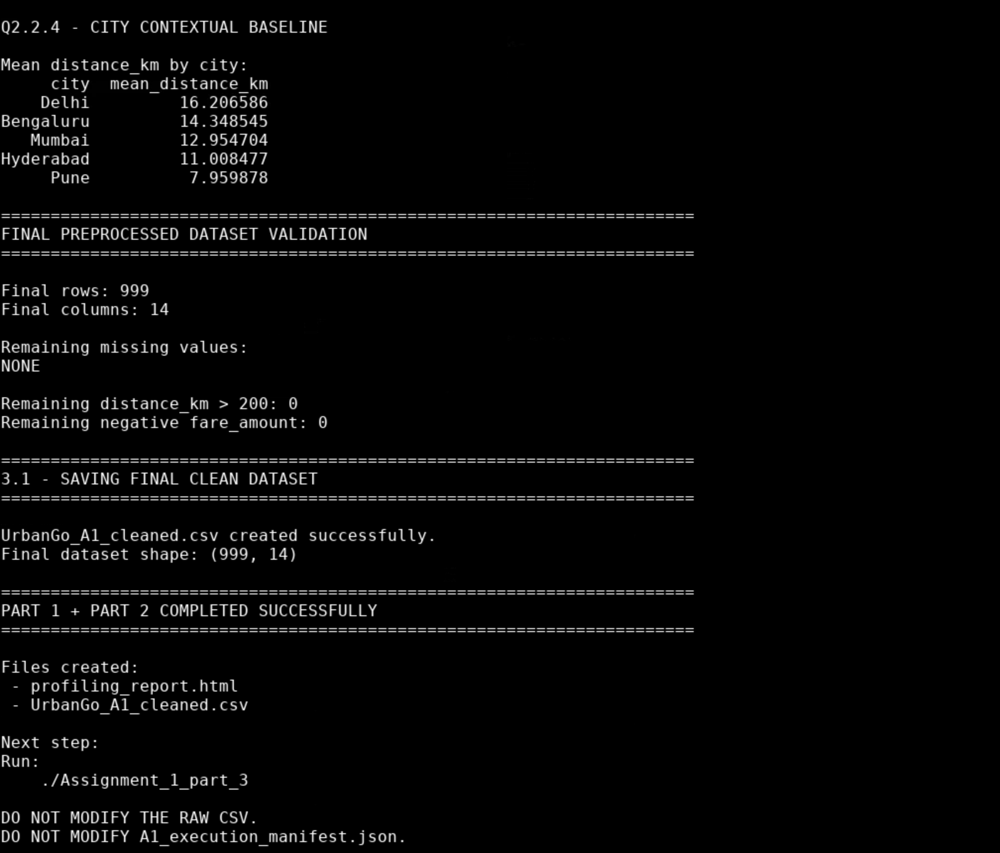 Q2.2.4 - CITY CONTEXTUAL BASELINE
Mean distance_km by city:
city mean_distance_km
Delhi 16.206586
Bengaluru 14.348545
Mumbai 12.954704
Hyderabad 11.008477
Pune 7.959878
======================================================================
FINAL PREPROCESSED DATASET VALIDATION
======================================================================
Final rows: 999
Final columns: 14
Remaining missing values:
NONE
Remaining distance_km > 200: 0
Remaining negative fare_amount: 0
======================================================================
3.1 - SAVING FINAL CLEAN DATASET
======================================================================
UrbanGo_A1_cleaned.csv created successfully.
Final dataset shape: (999, 14)
======================================================================
PART 1 + PART 2 COMPLETED SUCCESSFULLY
======================================================================
Files created:
- profiling_report.html
- UrbanGo_A1_cleaned.csv
Next step:
Run:
./Assignment_1_part_3
DO NOT MODIFY THE RAW CSV.
DO NOT MODIFY A1_execution_manifest.json.